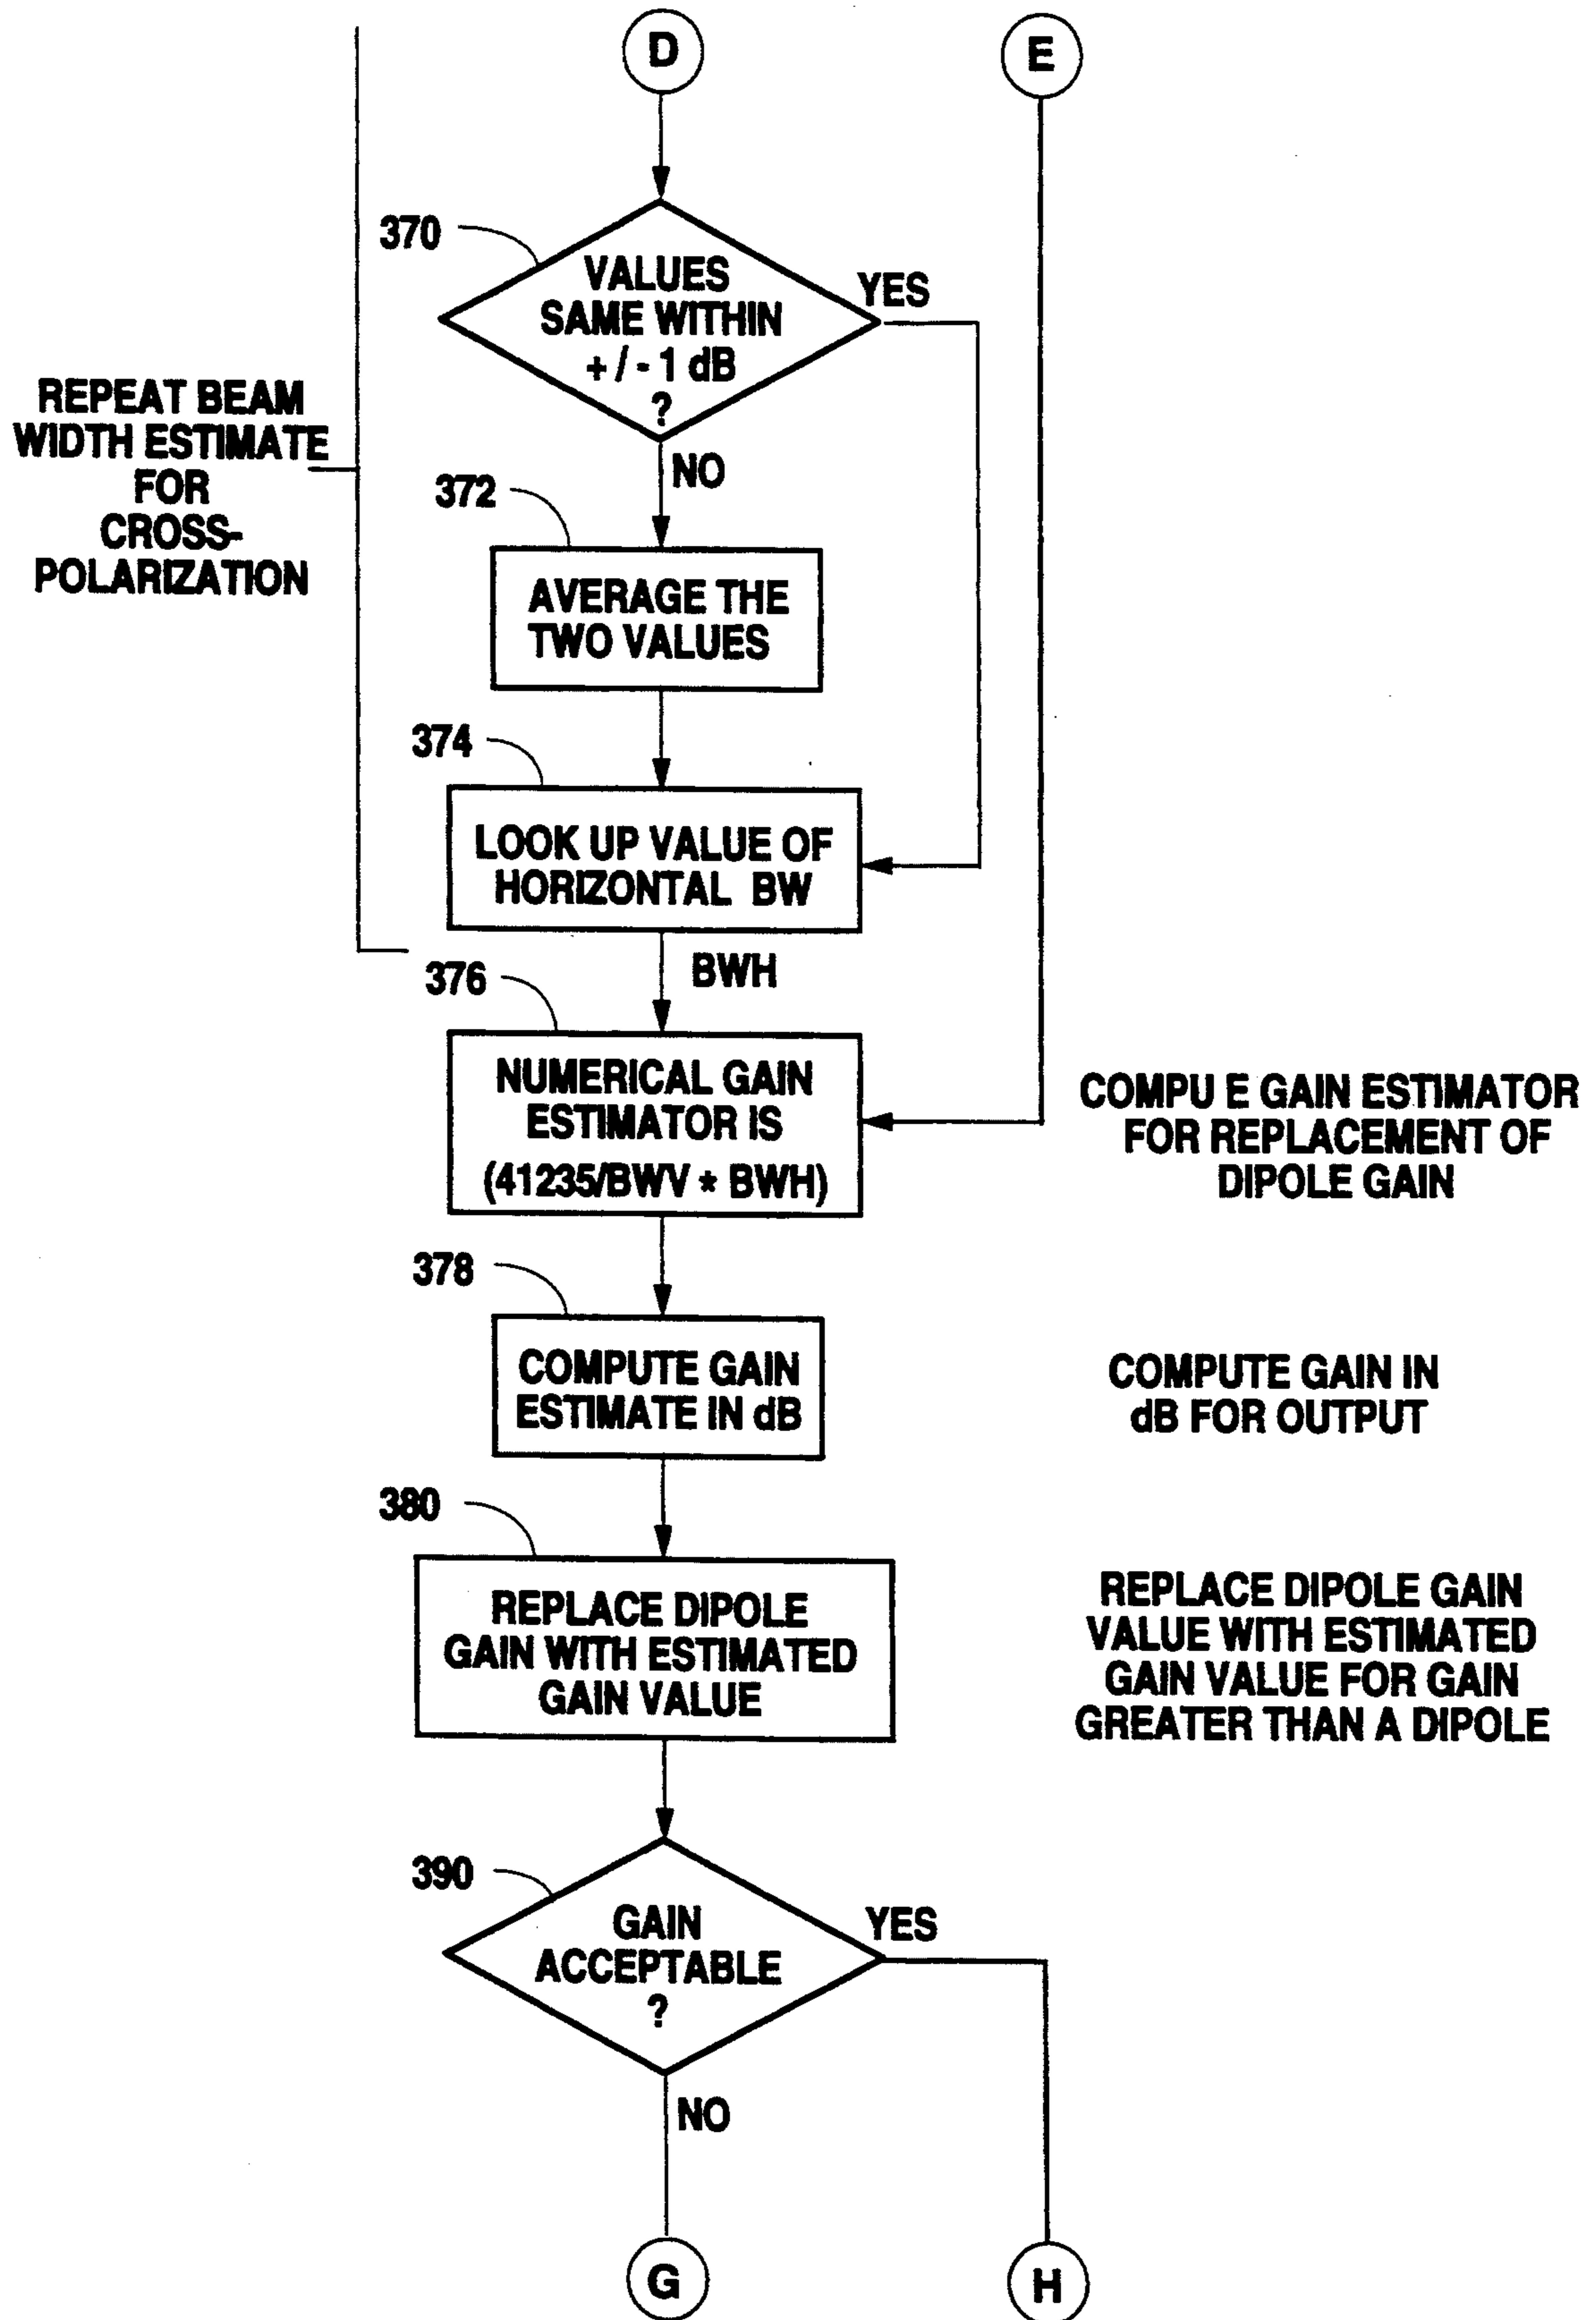 D
E
370
VALUES
SAME WITHIN
+ / - 1 dB
?
YES
NO
REPEAT BEAM
WIDTH ESTIMATE
FOR
CROSS-
POLARIZATION
372
AVERAGE THE
TWO VALUES
374
LOOK UP VALUE OF
HORIZONTAL BW
BWH
376
NUMERICAL GAIN
ESTIMATOR IS
(41235/BWV * BWH)
COMPU E GAIN ESTIMATOR
FOR REPLACEMENT OF
DIPOLE GAIN
378
COMPUTE GAIN
ESTIMATE IN dB
COMPUTE GAIN IN
dB FOR OUTPUT
380
REPLACE DIPOLE
GAIN WITH ESTIMATED
GAIN VALUE
REPLACE DIPOLE GAIN
VALUE WITH ESTIMATED
GAIN VALUE FOR GAIN
GREATER THAN A DIPOLE
390
GAIN
ACCEPTABLE
?
YES
NO
G
H